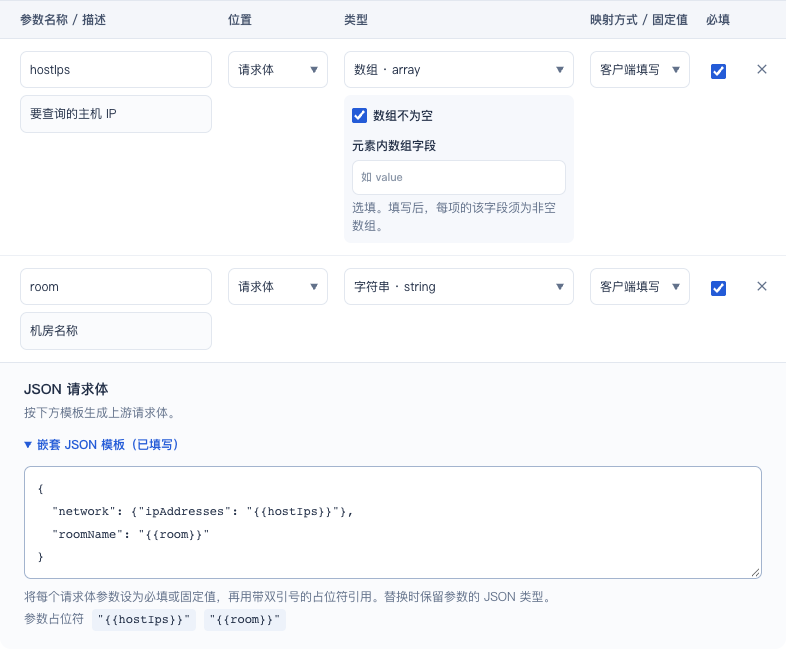 参数名称 / 描述 位置 类型 映射方式 / 固定值 必填
hostIps 请求体 ▼ 数组 · array ▼ 客户端填写 ▼ ×
要查询的主机 IP
数组不为空
元素内数组字段
如 value
选填。填写后，每项的该字段须为非空
数组。
room 请求体 ▼ 字符串 · string ▼ 客户端填写 ▼ ×
机房名称
JSON 请求体
按下方模板生成上游请求体。
▼ 嵌套 JSON 模板（已填写）
{
"network": {"ipAddresses": "{{hostIps}}"},
"roomName": "{{room}}"
}
将每个请求体参数设为必填或固定值，再用带双引号的占位符引用。替换时保留参数的 JSON 类型。
参数占位符 "{{hostIps}}" "{{room}}"